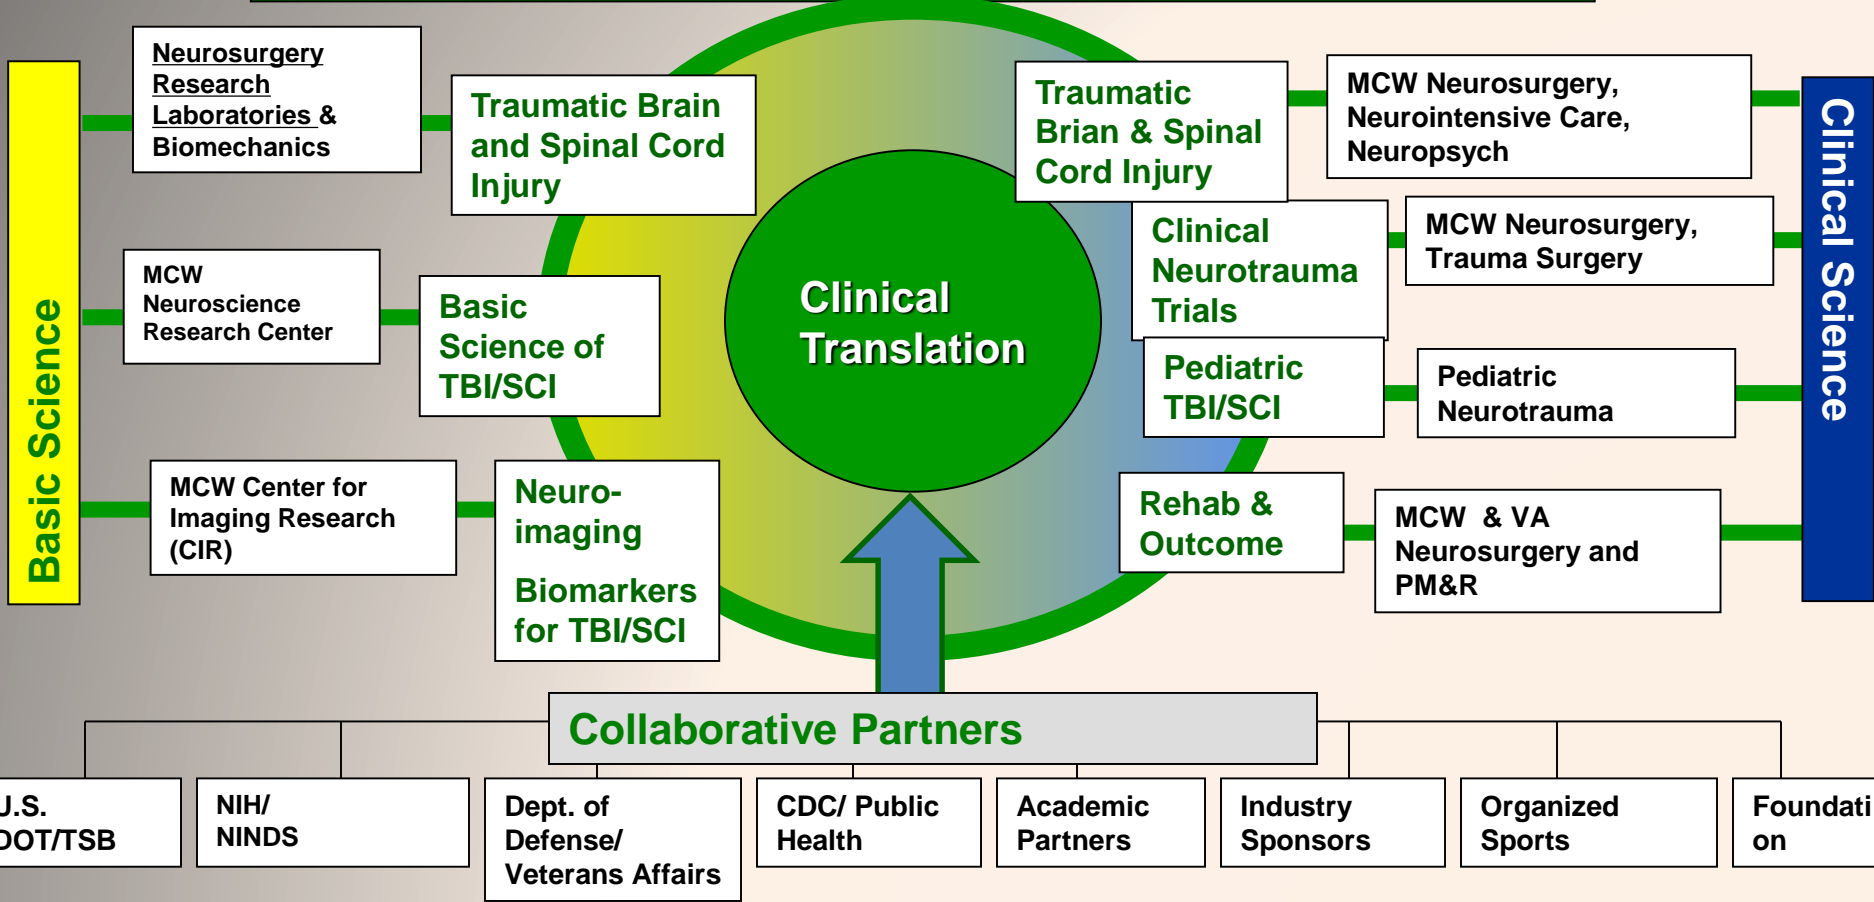 Basic Science
Neurosurgery
Research
Laboratories &
Biomechanics
Traumatic Brain
and Spinal Cord
Injury
MCW
Neuroscience
Research Center
Basic
Science of
TBI/SCI
MCW Center for
Imaging Research
(CIR)
Neuro-
imaging
Biomarkers
for TBI/SCI
Clinical
Translation
Traumatic
Brian & Spinal
Cord Injury
MCW Neurosurgery,
Neurointensive Care,
Neuropsych
Clinical
Neurotrauma
Trials
MCW Neurosurgery,
Trauma Surgery
Pediatric
TBI/SCI
Pediatric
Neurotrauma
Rehab &
Outcome
MCW & VA
Neurosurgery and
PM&R
Clinical Science
Collaborative Partners
U.S.
DOT/TSB
NIH/
NINDS
Dept. of
Defense/
Veterans Affairs
CDC/ Public
Health
Academic
Partners
Industry
Sponsors
Organized
Sports
Foundati
on